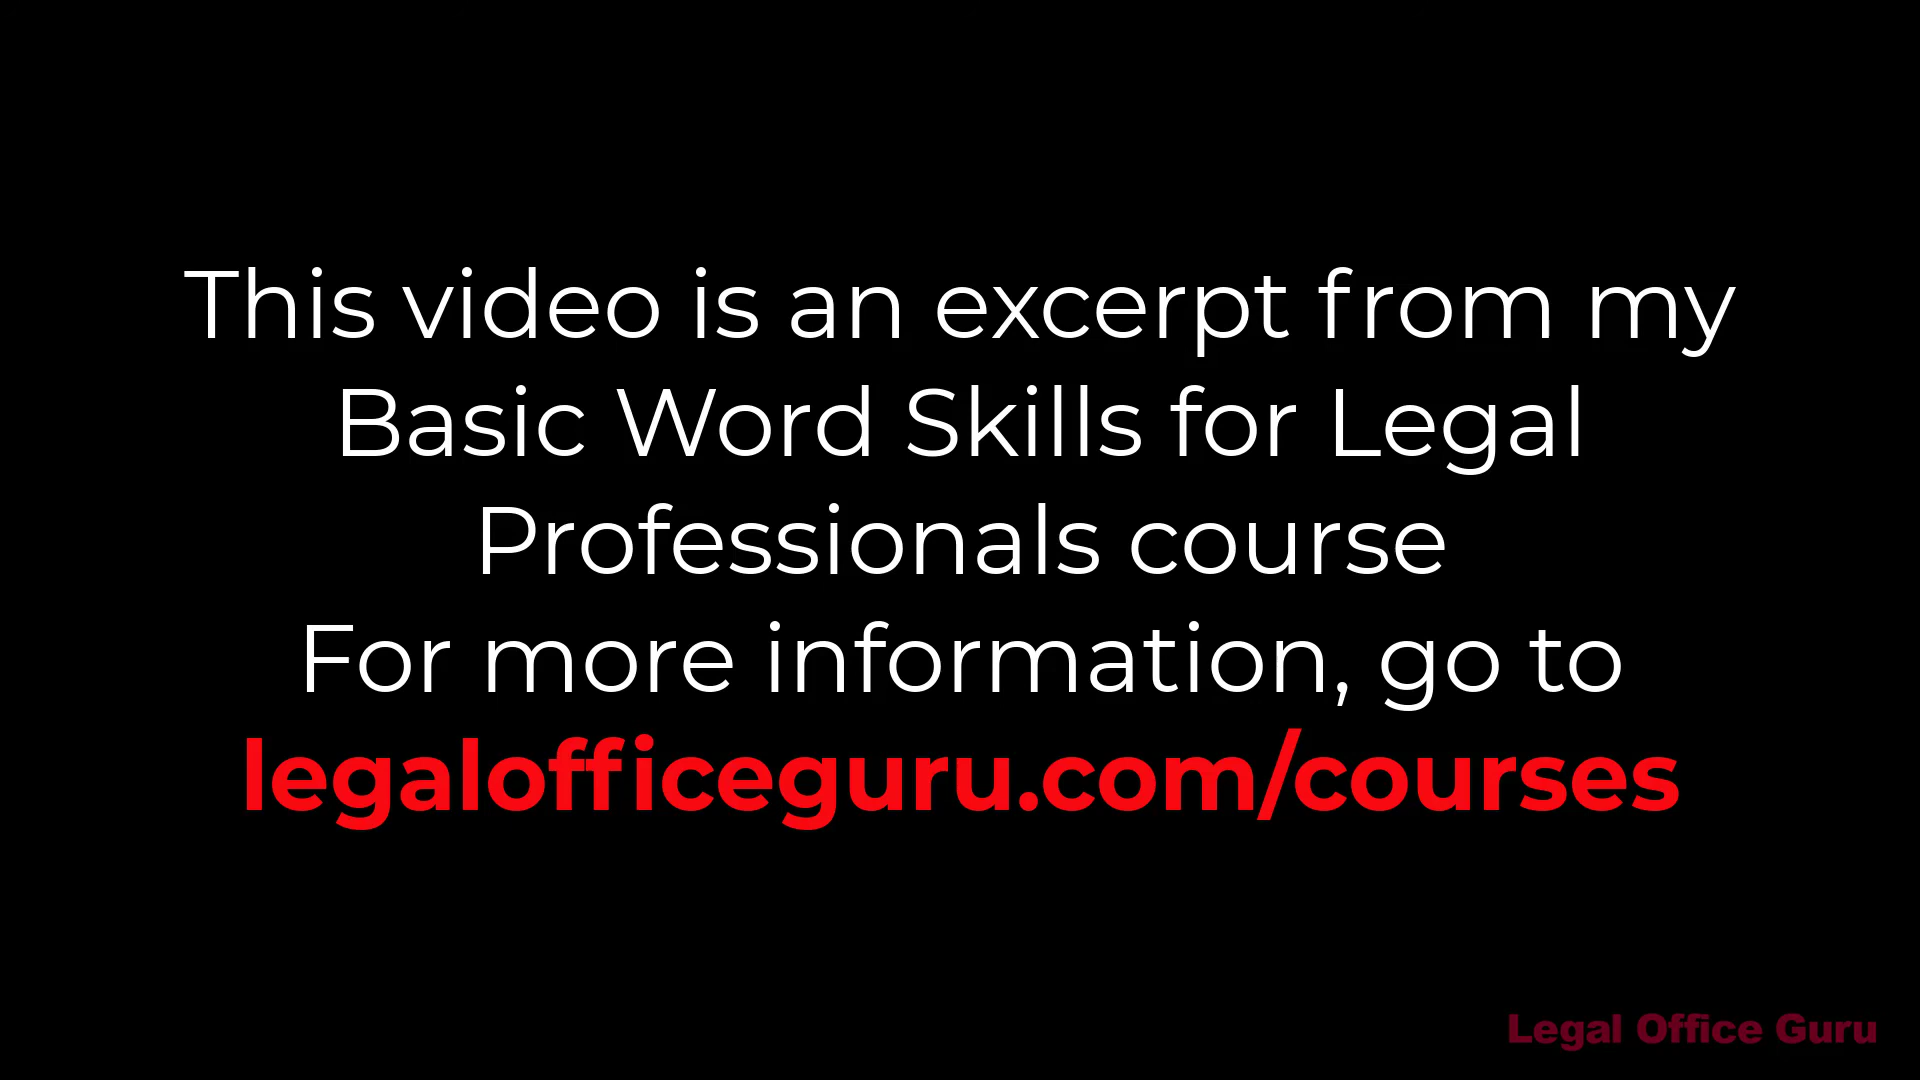 This video is an excerpt from my
Basic Word Skills for Legal
Professionals course
For more information, go to
legalofficeguru.com/courses
Legal Office Guru